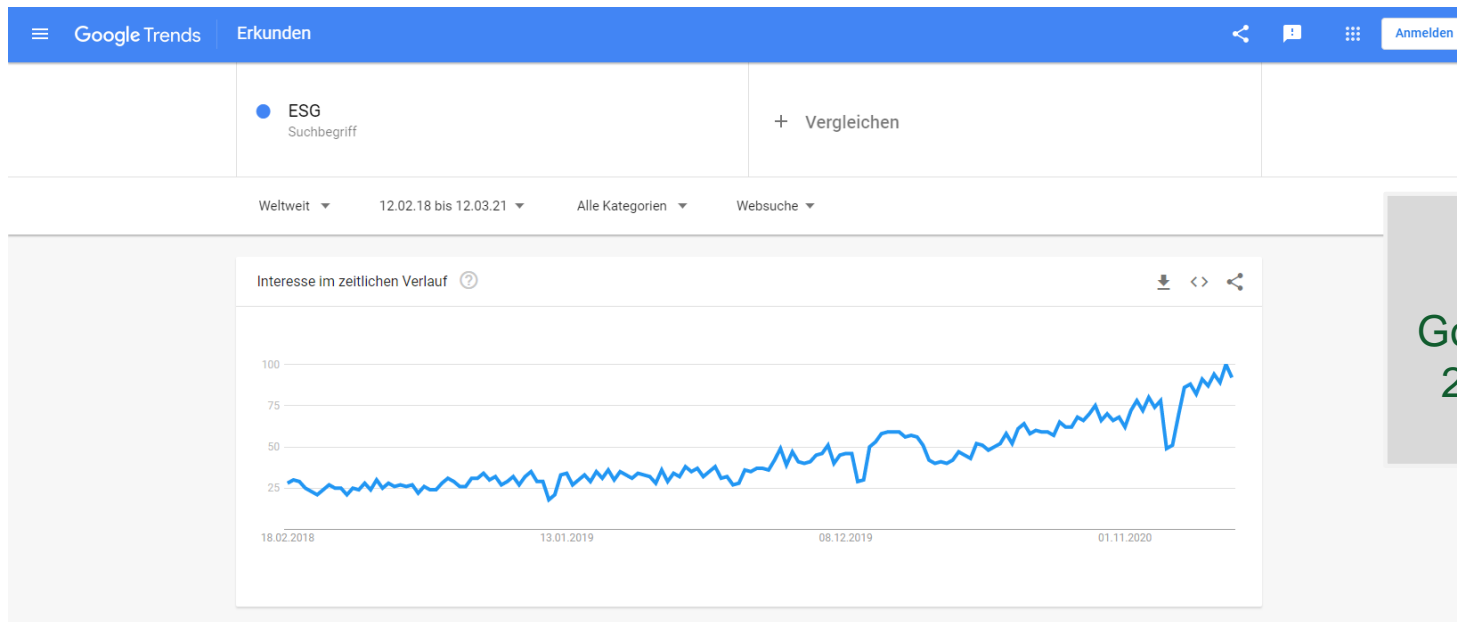 Google Trends
Erkunden
Anmelden
ESG
Suchbegriff
+ Vergleichen
Weltweit
12.02.18 bis 12.03.21
Alle Kategorien
Websuche
Interesse im zeitlichen Verlauf
100
75
50
25
18.02.2018
13.01.2019
08.12.2019
01.11.2020